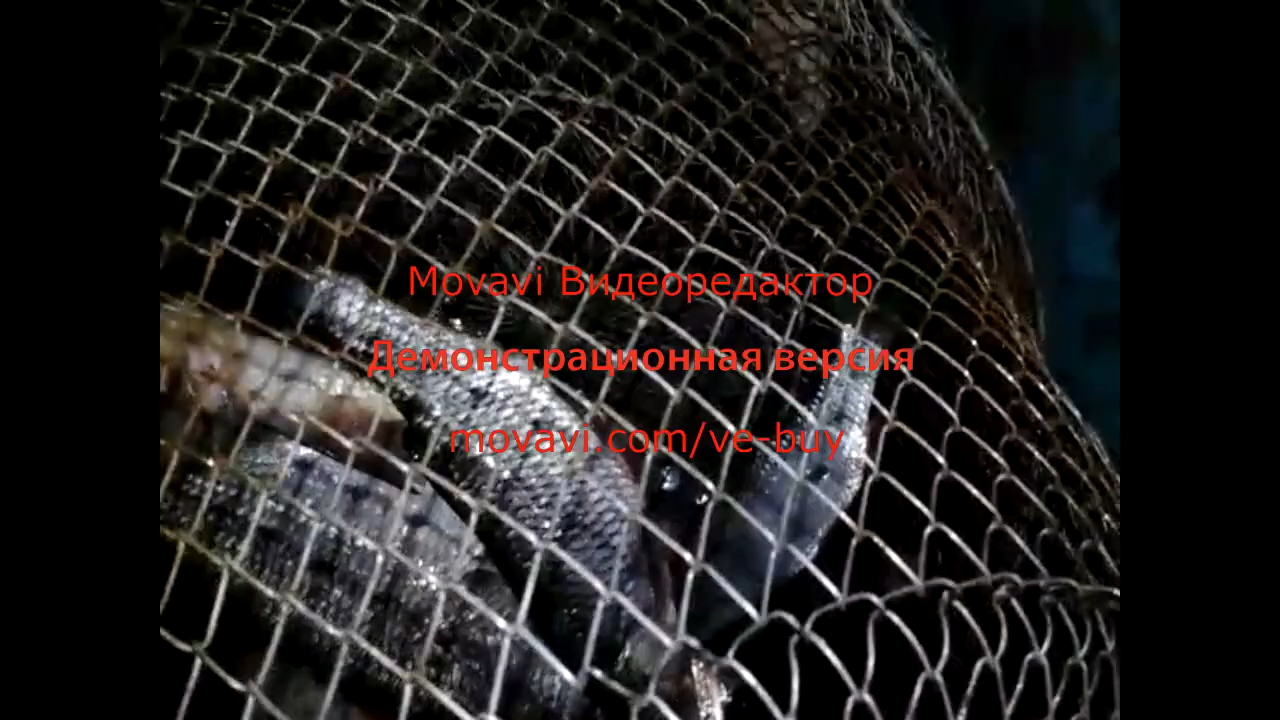 Movavi Видеоредактор
Демонстрационная версия
movavi.com/ve-buy